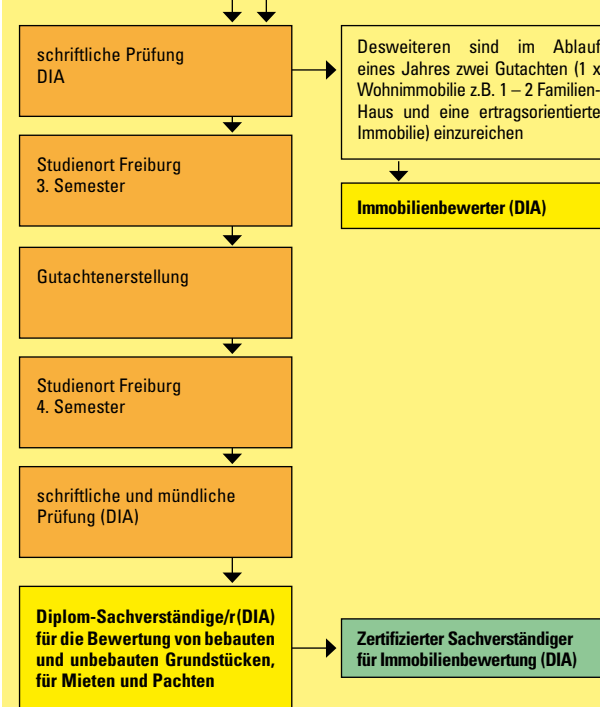 schriftliche Prüfung
DIA
Desweiteren sind im Ablauf
eines Jahres zwei Gutachten (1 x
Wohnimmobilie z.B. 1 – 2 Familien-
Haus und eine ertragsorientierte
Immobilie) einzureichen
Studienort Freiburg
3. Semester
Immobilienbewerter (DIA)
Gutachtenerstellung
Studienort Freiburg
4. Semester
schriftliche und mündliche
Prüfung (DIA)
Diplom-Sachverständige/r(DIA)
für die Bewertung von bebauten
und unbebauten Grundstücken,
für Mieten und Pachten
Zertifizierter Sachverständiger
für Immobilienbewertung (DIA)